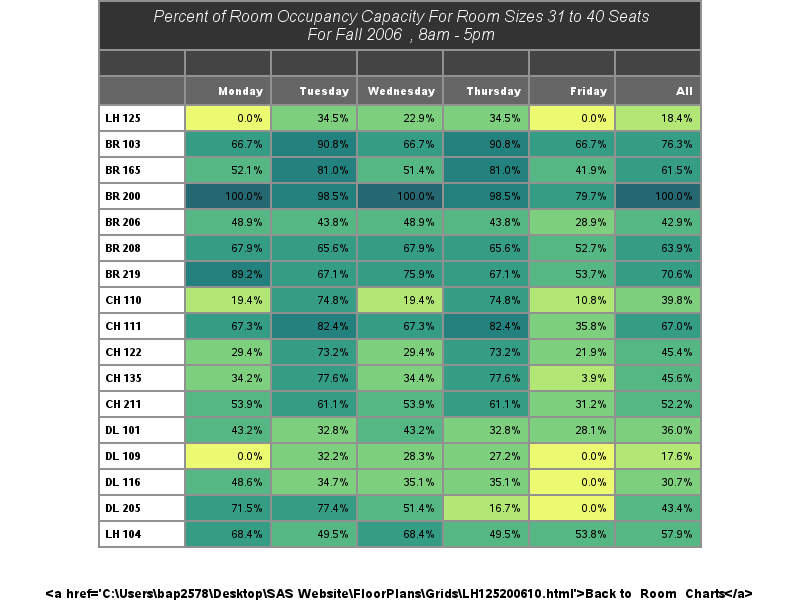 Percent of Room Occupancy Capacity For Room Sizes 31 to 40 Seats
For Fall 2006 , 8am - 5pm
Monday Tuesday Wednesday Thursday Friday All
LH 125 0.0% 34.5% 22.9% 34.5% 0.0% 18.4%
BR 103 66.7% 90.8% 66.7% 90.8% 66.7% 76.3%
BR 165 52.1% 81.0% 51.4% 81.0% 41.9% 61.5%
BR 200 100.0% 98.5% 100.0% 98.5% 79.7% 100.0%
BR 206 48.9% 43.8% 48.9% 43.8% 28.9% 42.9%
BR 208 67.9% 65.6% 67.9% 65.6% 52.7% 63.9%
BR 219 89.2% 67.1% 75.9% 67.1% 53.7% 70.6%
CH 110 19.4% 74.8% 19.4% 74.8% 10.8% 39.8%
CH 111 67.3% 82.4% 67.3% 82.4% 35.8% 67.0%
CH 122 29.4% 73.2% 29.4% 73.2% 21.9% 45.4%
CH 135 34.2% 77.6% 34.4% 77.6% 3.9% 45.6%
CH 211 53.9% 61.1% 53.9% 61.1% 31.2% 52.2%
DL 101 43.2% 32.8% 43.2% 32.8% 28.1% 36.0%
DL 109 0.0% 32.2% 28.3% 27.2% 0.0% 17.6%
DL 116 48.6% 34.7% 35.1% 35.1% 0.0% 30.7%
DL 205 71.5% 77.4% 51.4% 16.7% 0.0% 43.4%
LH 104 68.4% 49.5% 68.4% 49.5% 53.8% 57.9%
<a href='C:\Users\bap2578\Desktop\SAS Website\FloorPlans\Grids\LH125200610.html'>Back to Room Charts</a>